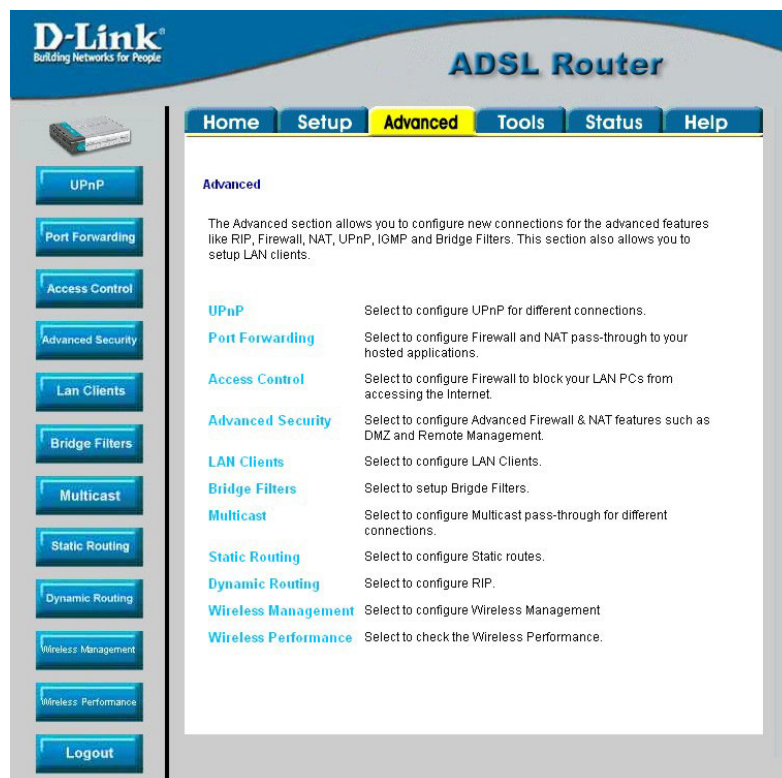 D-Link®
Building Networks for People
ADSL Router
Home Setup Advanced Tools Status Help
UPnP
Port Forwarding
Access Control
Advanced Security
Lan Clients
Bridge Filters
Multicast
Static Routing
Dynamic Routing
Wireless Management
Wireless Performance
Logout
Advanced
The Advanced section allows you to configure new connections for the advanced features
like RIP, Firewall, NAT, UPnP, IGMP and Bridge Filters. This section also allows you to
setup LAN clients.
UPnP Select to configure UPnP for different connections.
Port Forwarding Select to configure Firewall and NAT pass-through to your
hosted applications.
Access Control Select to configure Firewall to block your LAN PCs from
accessing the Internet.
Advanced Security Select to configure Advanced Firewall & NAT features such as
DMZ and Remote Management.
LAN Clients Select to configure LAN Clients.
Bridge Filters Select to setup Brigde Filters.
Multicast Select to configure Multicast pass-through for different
connections.
Static Routing Select to configure Static routes.
Dynamic Routing Select to configure RIP.
Wireless Management Select to configure Wireless Management
Wireless Performance Select to check the Wireless Performance.